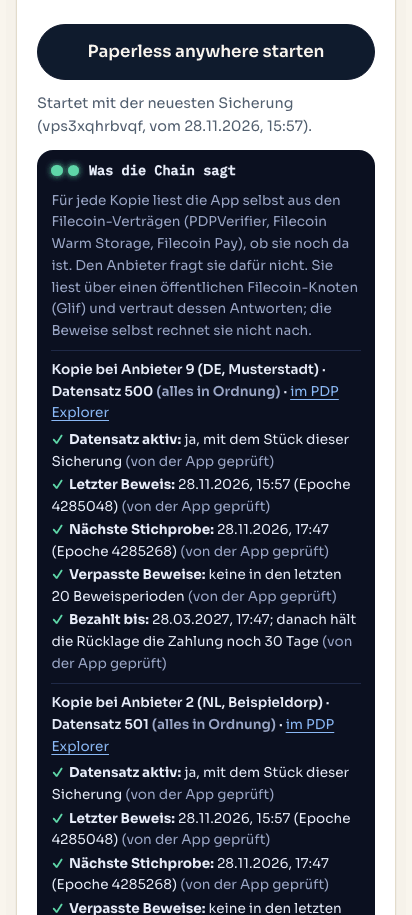 Paperless anywhere starten
Startet mit der neuesten Sicherung
(vps3xqhrbvqf, vom 28.11.2026, 15:57).
Was die Chain sagt
Für jede Kopie liest die App selbst aus den
Filecoin-Verträgen (PDPVerifier, Filecoin
Warm Storage, Filecoin Pay), ob sie noch da
ist. Den Anbieter fragt sie dafür nicht. Sie
liest über einen öffentlichen Filecoin-Knoten
(Glif) und vertraut dessen Antworten; die
Beweise selbst rechnet sie nicht nach.
Kopie bei Anbieter 9 (DE, Musterstadt) ·
Datensatz 500 (alles in Ordnung) · im PDP
Explorer
✓ Datensatz aktiv: ja, mit dem Stück dieser
Sicherung (von der App geprüft)
✓ Letzter Beweis: 28.11.2026, 15:57 (Epoche
4285048) (von der App geprüft)
✓ Nächste Stichprobe: 28.11.2026, 17:47
(Epoche 4285268) (von der App geprüft)
✓ Verpasste Beweise: keine in den letzten
20 Beweisperioden (von der App geprüft)
✓ Bezahlt bis: 28.03.2027, 17:47; danach hält
die Rücklage die Zahlung noch 30 Tage (von
der App geprüft)
Kopie bei Anbieter 2 (NL, Beispieldorp) ·
Datensatz 501 (alles in Ordnung) · im PDP
Explorer
✓ Datensatz aktiv: ja, mit dem Stück dieser
Sicherung (von der App geprüft)
✓ Letzter Beweis: 28.11.2026, 15:57 (Epoche
4285048) (von der App geprüft)
✓ Nächste Stichprobe: 28.11.2026, 17:47
(Epoche 4285268) (von der App geprüft)
✓ Verpasste Beweise: keine in den letzten